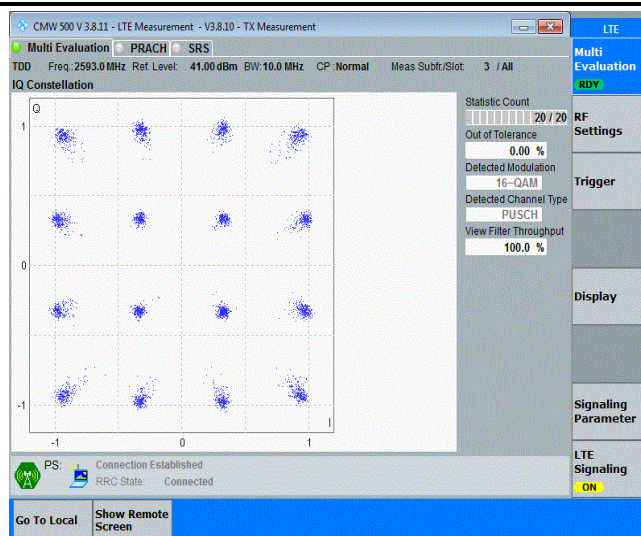 CMW 500 V 3.8.11 - LTE Measurement - V3.8.10 - TX Measurement
LTE
Multi Evaluation PRACH SRS
Multi
Evaluation
RDY
TDD Freq.:2593.0 MHz Ref. Level: 41.00 dBm BW:10.0 MHz CP :Normal Meas Subfr./Slot: 3 / All
IQ Constellation
Q
1
0
-1
-1
0
1
I
Statistic Count
20 / 20
Out of Tolerance
0.00 %
Detected Modulation
16-QAM
Detected Channel Type
PUSCH
View Filter Throughput
100.0 %
RF
Settings
Trigger
Display
Signaling
Parameter
LTE
Signaling
ON
PS: Connection Established
RRC State: Connected
Go To Local
Show Remote
Screen